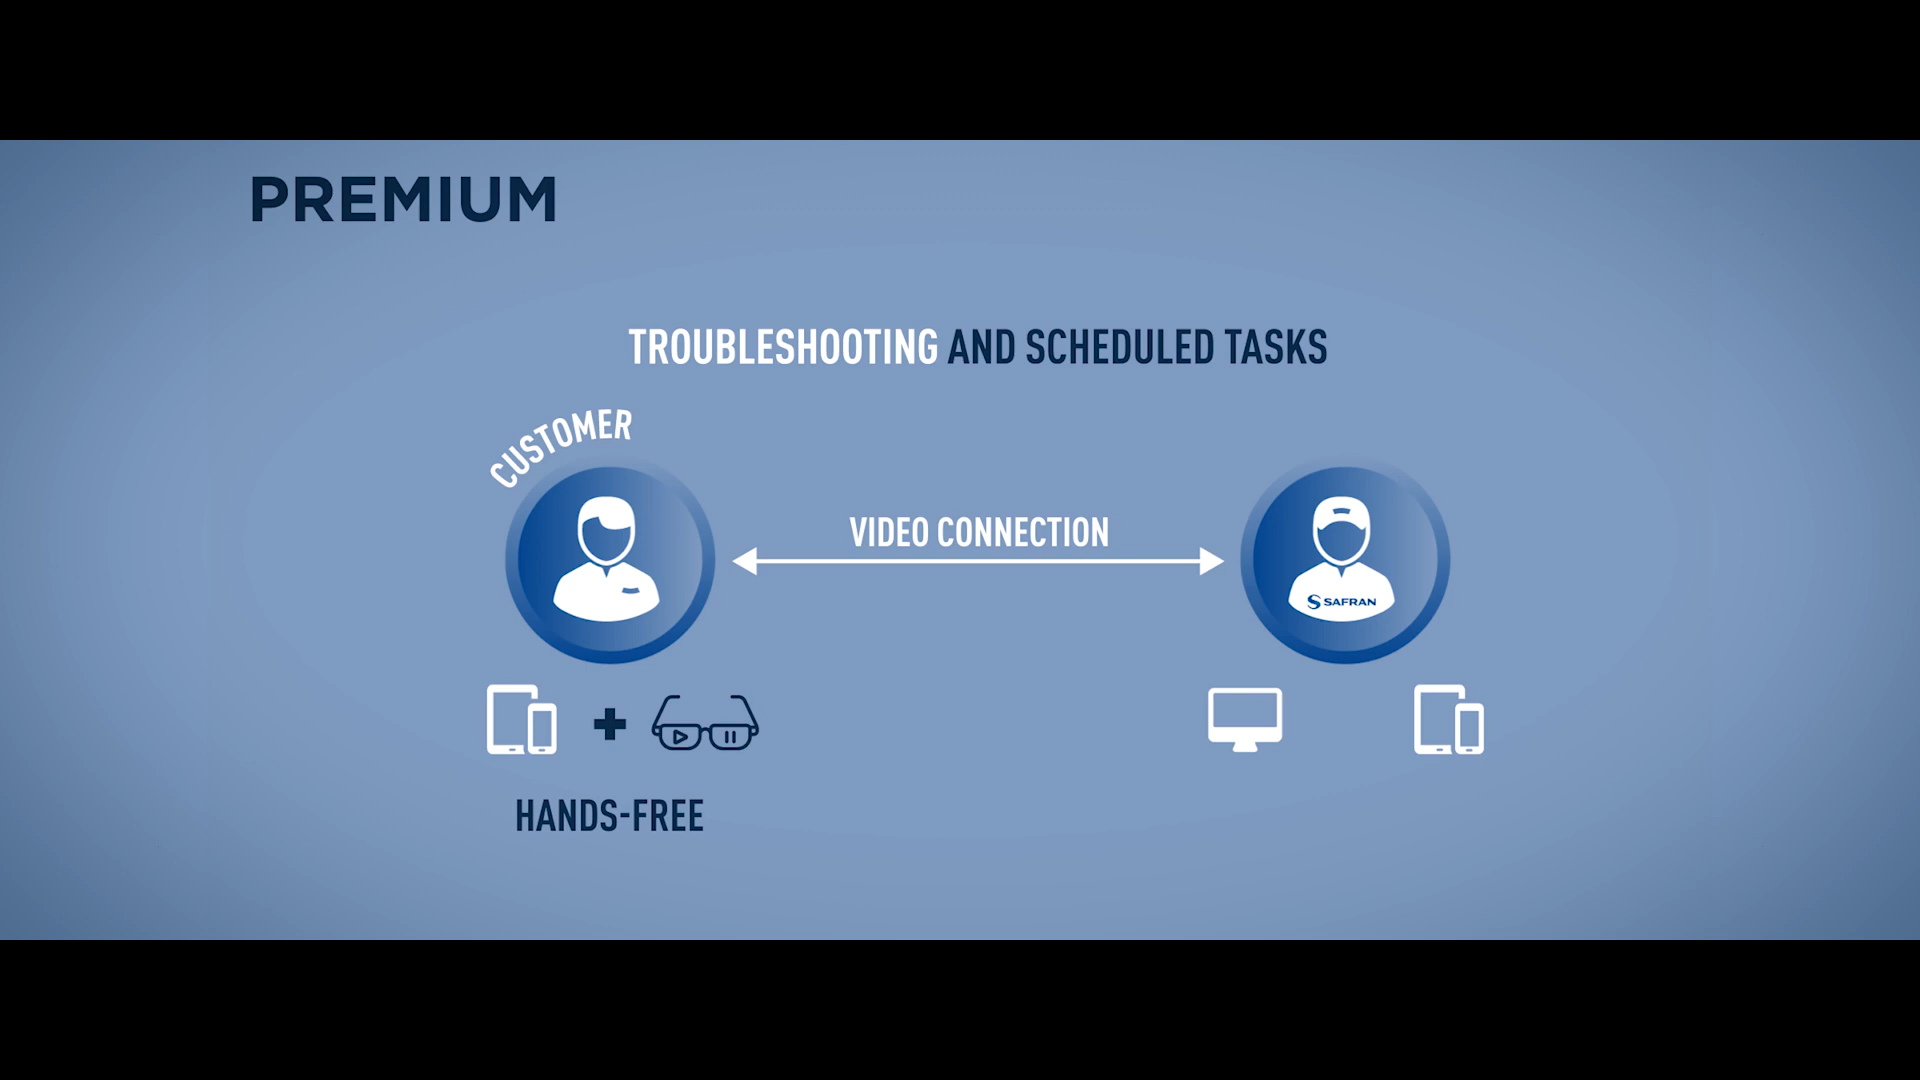 PREMIUM
TROUBLESHOOTING AND SCHEDULED TASKS
CUSTOMER
VIDEO CONNECTION
SAFRAN
HANDS-FREE